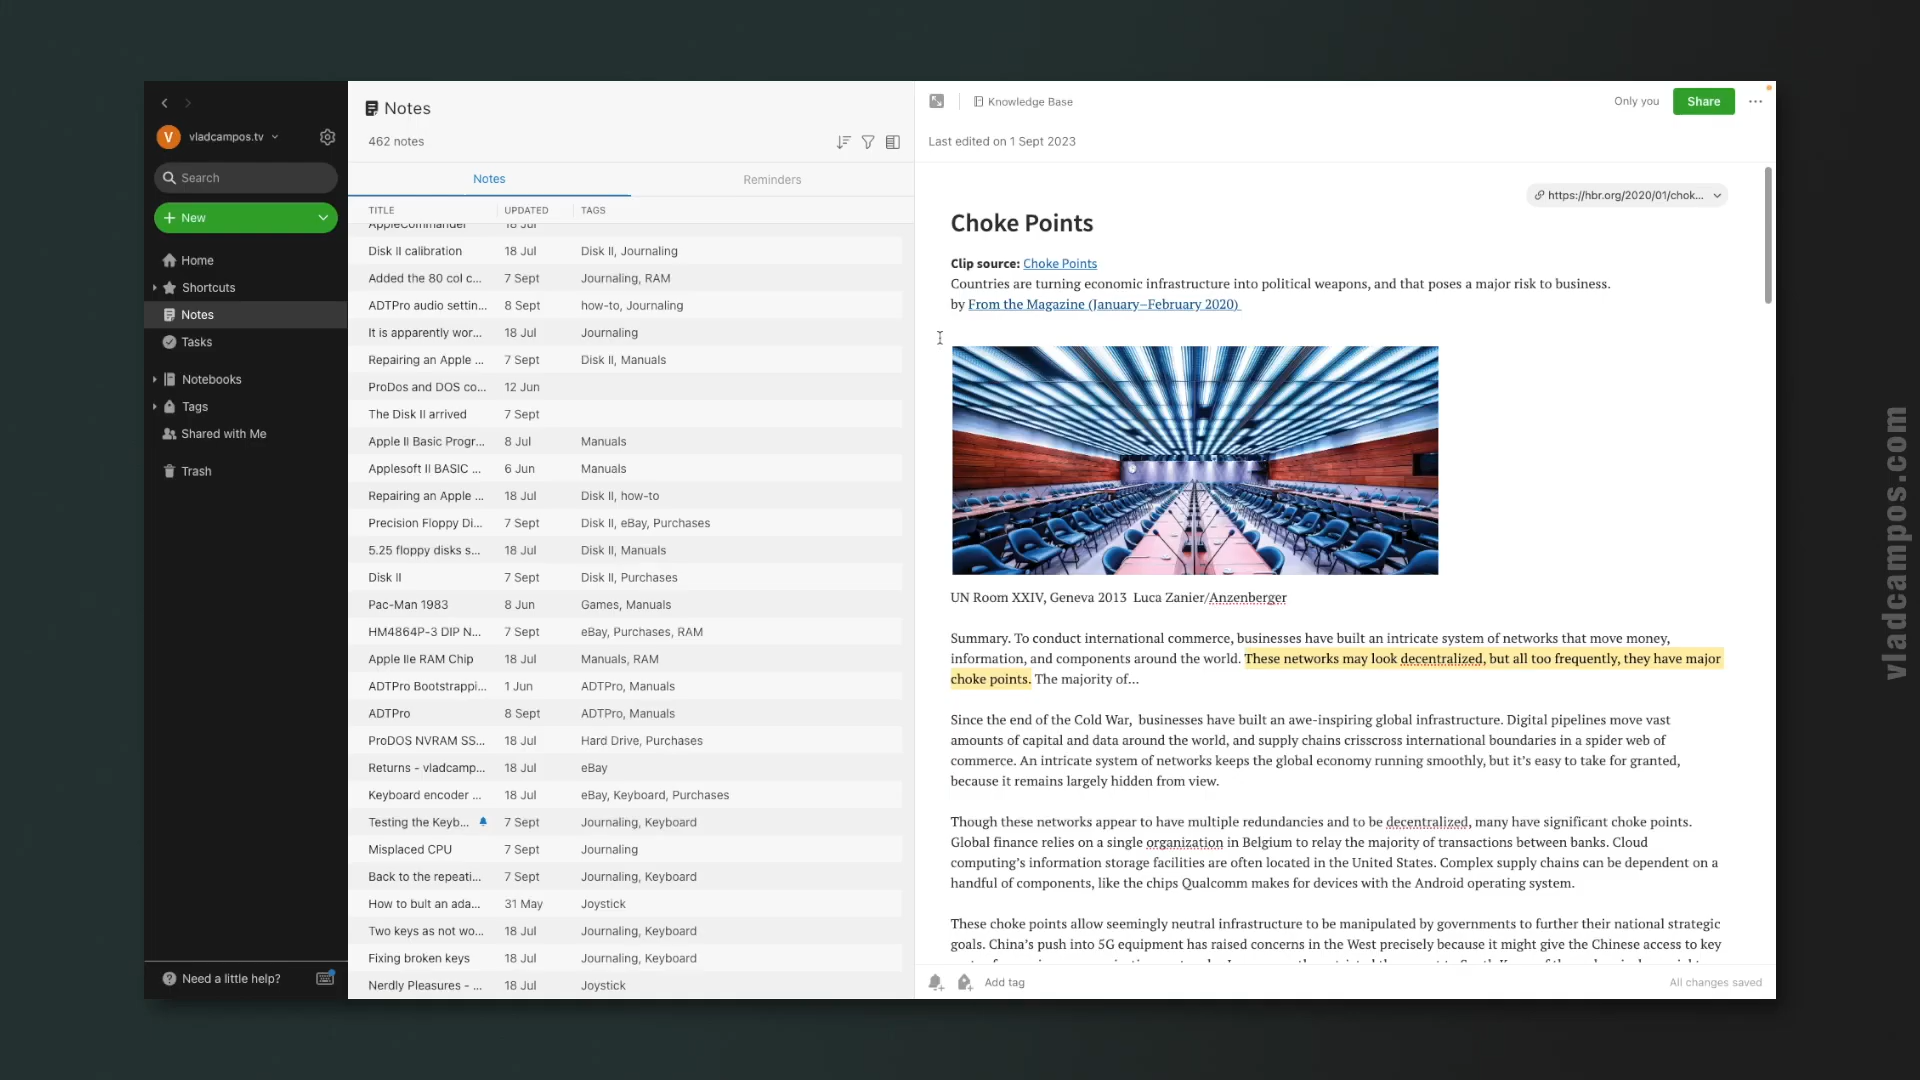 V vladcampos.tv
Search
New
Home
Shortcuts
Notes
Tasks
Notebooks
Tags
Shared with Me
Trash
Need a little help?
Notes
462 notes
Notes Reminders
TITLE UPDATED TAGS
AppleCommander 18 Jul
Disk II calibration 18 Jul Disk II, Journaling
Added the 80 col c... 7 Sept Journaling, RAM
ADTPro audio settin... 8 Sept how-to, Journaling
It is apparently wor... 18 Jul Journaling
Repairing an Apple ... 7 Sept Disk II, Manuals
ProDos and DOS co... 12 Jun
The Disk II arrived 7 Sept
Apple II Basic Progr... 8 Jul Manuals
Applesoft II BASIC ... 6 Jun Manuals
Repairing an Apple ... 18 Jul Disk II, how-to
Precision Floppy Di... 7 Sept Disk II, eBay, Purchases
5.25 floppy disks s... 18 Jul Disk II, Manuals
Disk II 7 Sept Disk II, Purchases
Pac-Man 1983 8 Jun Games, Manuals
HM4864P-3 DIP N... 7 Sept eBay, Purchases, RAM
Apple IIe RAM Chip 18 Jul Manuals, RAM
ADTPro Bootstrappi... 1 Jun ADTPro, Manuals
ADTPro 8 Sept ADTPro, Manuals
ProDOS NVRAM SS... 18 Jul Hard Drive, Purchases
Returns - vladcamp... 18 Jul eBay
Keyboard encoder ... 18 Jul eBay, Keyboard, Purchases
Testing the Keyb... 7 Sept Journaling, Keyboard
Misplaced CPU 7 Sept Journaling
Back to the repeati... 7 Sept Journaling, Keyboard
How to bult an ada... 31 May Joystick
Two keys as not wo... 18 Jul Journaling, Keyboard
Fixing broken keys 18 Jul Journaling, Keyboard
Nerdly Pleasures - ... 18 Jul Joystick
Knowledge Base Only you Share
Last edited on 1 Sept 2023
https://hbr.org/2020/01/chok...
Choke Points
Clip source: Choke Points
Countries are turning economic infrastructure into political weapons, and that poses a major risk to business.
by From the Magazine (January–February 2020)
UN Room XXIV, Geneva 2013 Luca Zanier/Anzenberger
Summary. To conduct international commerce, businesses have built an intricate system of networks that move money,
information, and components around the world. These networks may look decentralized, but all too frequently, they have major
choke points. The majority of...
Since the end of the Cold War, businesses have built an awe-inspiring global infrastructure. Digital pipelines move vast
amounts of capital and data around the world, and supply chains crisscross international boundaries in a spider web of
commerce. An intricate system of networks keeps the global economy running smoothly, but it's easy to take for granted,
because it remains largely hidden from view.
Though these networks appear to have multiple redundancies and to be decentralized, many have significant choke points.
Global finance relies on a single organization in Belgium to relay the majority of transactions between banks. Cloud
computing's information storage facilities are often located in the United States. Complex supply chains can be dependent on a
handful of components, like the chips Qualcomm makes for devices with the Android operating system.
These choke points allow seemingly neutral infrastructure to be manipulated by governments to further their national strategic
goals. China's push into 5G equipment has raised concerns in the West precisely because it might give the Chinese access to key
Add tag All changes saved
vladcampos.com